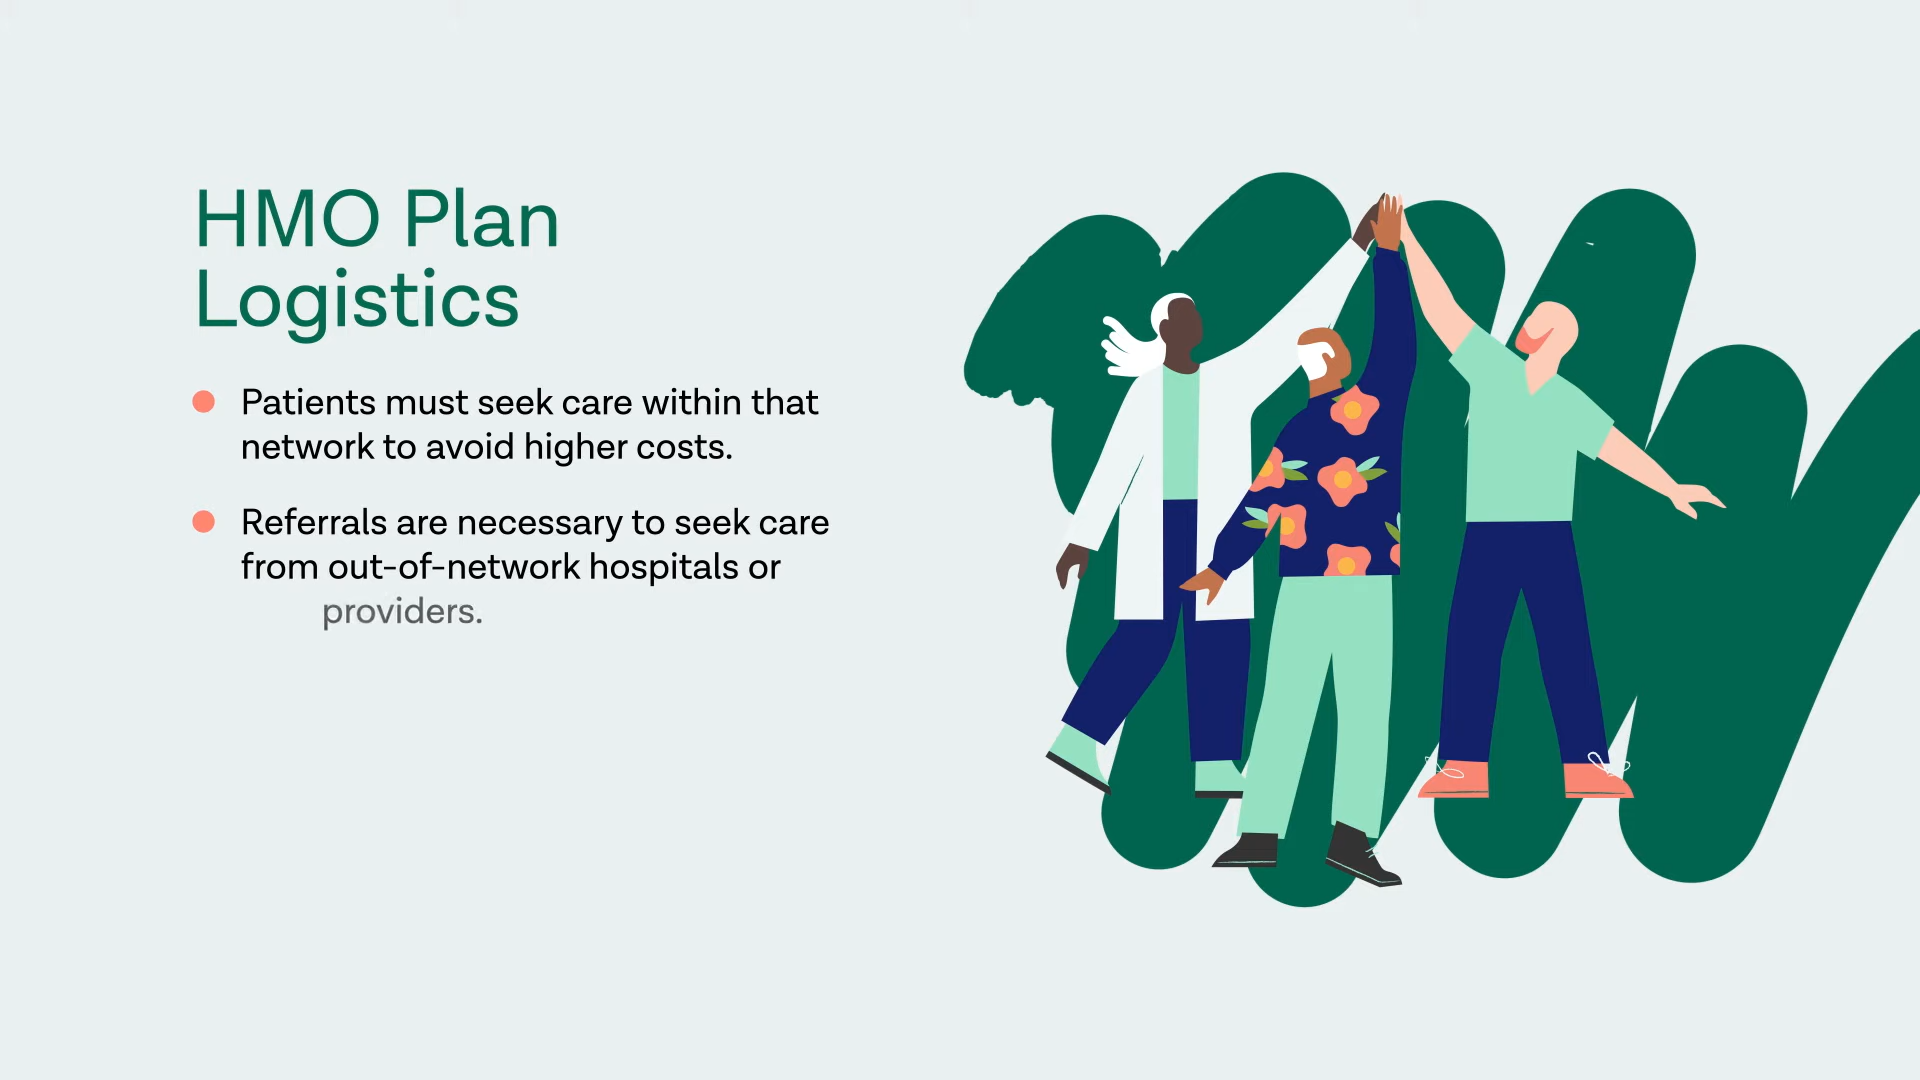 HMO Plan
Logistics
Patients must seek care within that
network to avoid higher costs.
Referrals are necessary to seek care
from out-of-network hospitals or
providers.